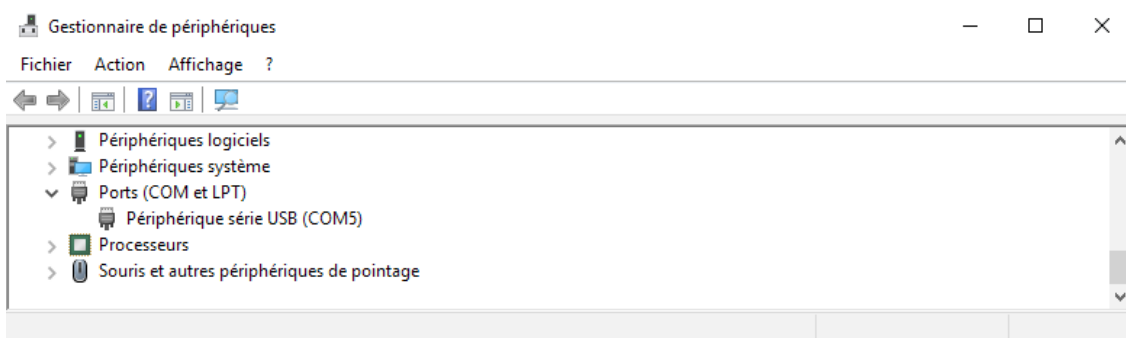 Gestionnaire de périphériques
Fichier Action Affichage ?
Périphériques logiciels
Périphériques système
Ports (COM et LPT)
Périphérique série USB (COM5)
Processeurs
Souris et autres périphériques de pointage